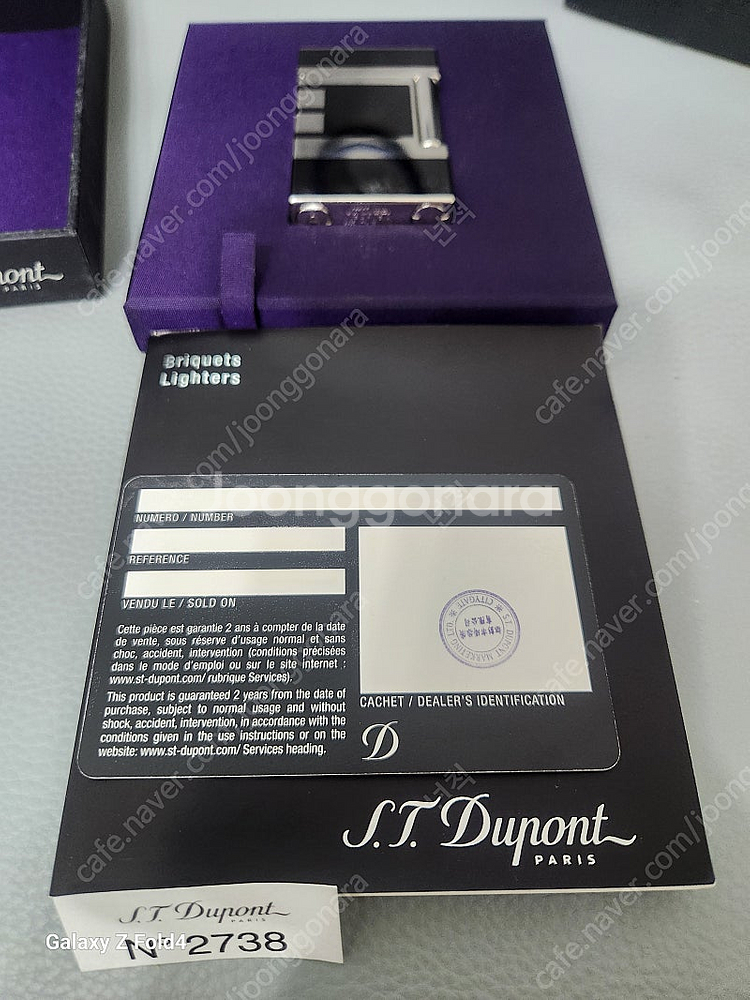 Dupont
PARIS
Briquets
Lighters
joonggonara
NUMERO / NUMBER
REFERENCE
VENDU LE / SOLD ON
Cette pièce est garantie 2 ans à compter de la date
de vente, sous réserve d'usage normal et sans
choc, accident, intervention (conditions précisées
dans le mode d'emploi ou sur le site internet :
www.st-dupont.com/ rubrique Services).
This product is guaranteed 2 years from the date of
purchase, subject to normal usage and without
shock, accident, intervention, in accordance with the
conditions given in the use instructions or on the
website: www.st-dupont.com/ Services heading.
S.T. DUPONT MARKETING LTD
CITYGATE
CACHET / DEALER'S IDENTIFICATION
D
S.T. Dupont
PARIS
S.T. Dupont
PARIS
Galaxy Z Fold4
N° 2738
cafe.naver.com/joonggonara